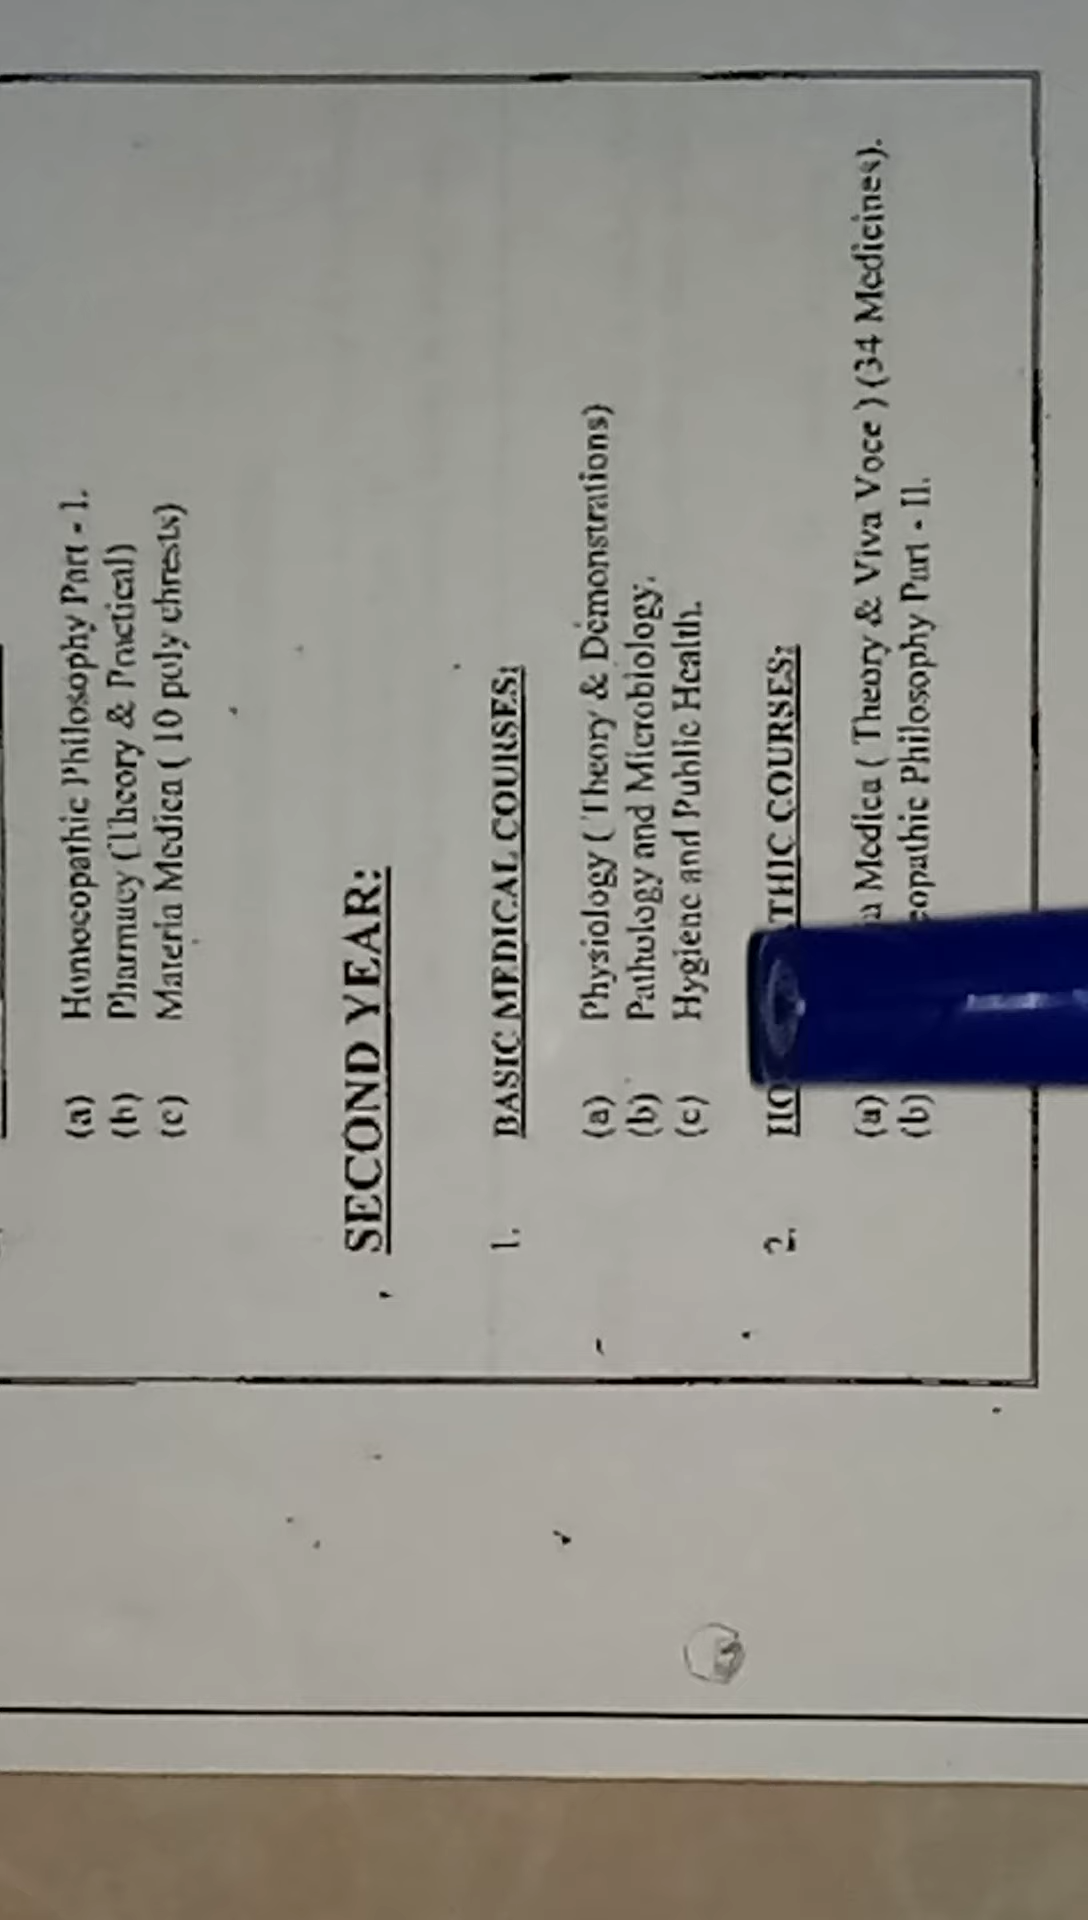 (a) Homoeopathic Philosophy Part - I.
(b) Pharmacy (Theory & Practical)
(c) Materia Medica ( 10 poly chrests)
SECOND YEAR:
1. BASIC MEDICAL COURSES:
(a) Physiology ( Theory & Demonstrations)
(b) Pathology and Microbiology.
(c) Hygiene and Public Health.
2. HO THIC COURSES:
(a) a Medica ( Theory & Viva Voce ) (34 Medicines).
(b) eopathic Philosophy Part - II.